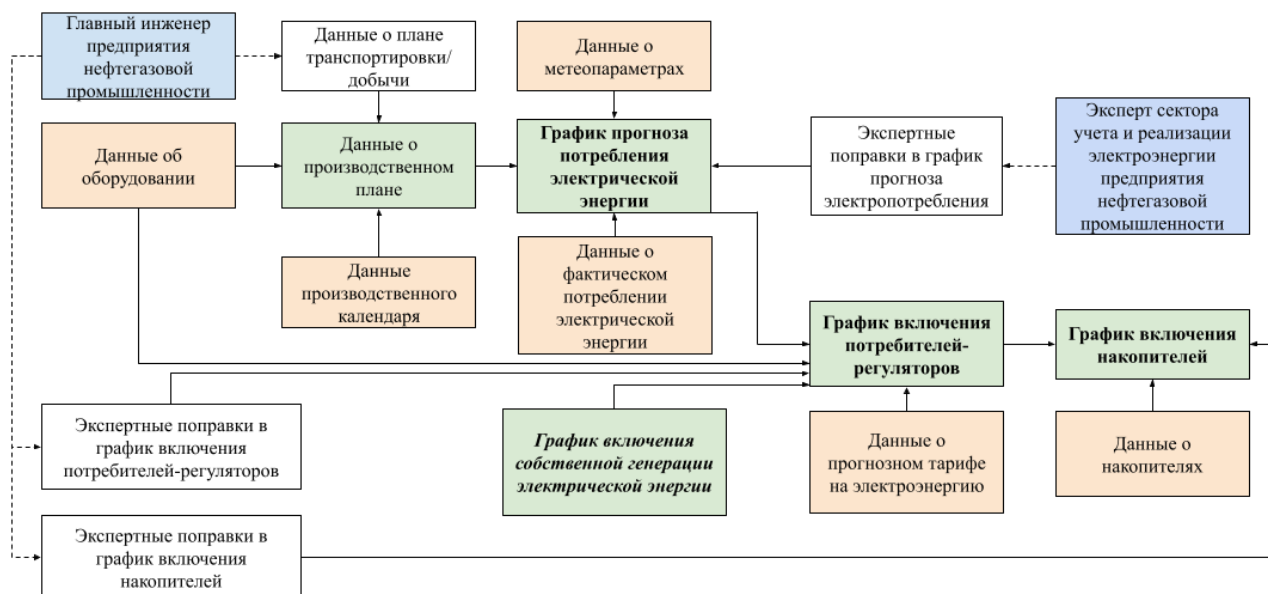 Главный инженер
предприятия
нефтегазовой
промышленности
Данные о плане
транспортировки/
добычи
Данные о
метеопараметрах
Данные об
оборудовании
Данные о
производственном
плане
График прогноза
потребления
электрической
энергии
Экспертные
поправки в график
прогноза
электропотребления
Эксперт сектора
учета и реализации
электроэнергии
предприятия
нефтегазовой
промышленности
Данные
производственного
календаря
Данные о
фактическом
потреблении
электрической
энергии
График включения
потребителей-
регуляторов
График включения
накопителей
Экспертные поправки в
график включения
потребителей-регуляторов
График включения
собственной генерации
электрической энергии
Данные о
прогнозном тарифе
на электроэнергию
Данные о
накопителях
Экспертные поправки в
график включения
накопителей